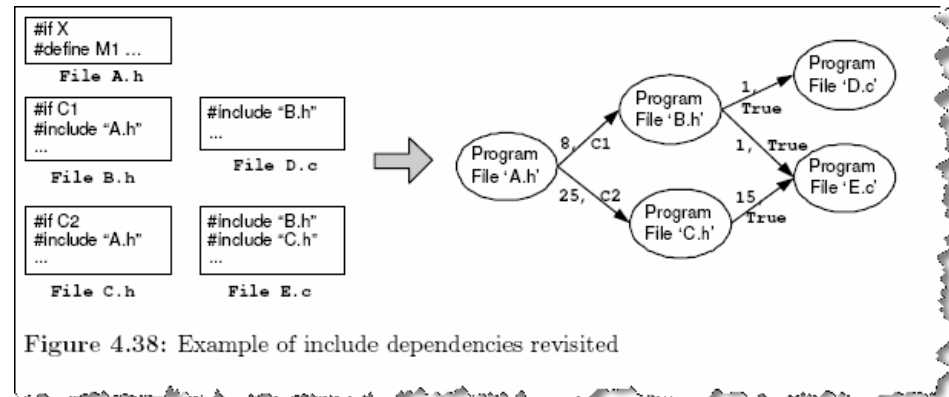 #if X
#define M1 ...
File A.h
#if C1
#include “A.h”
...
File B.h
#include “B.h”
...
File D.c
#if C2
#include “A.h”
...
File C.h
#include “B.h”
#include “C.h”
...
File E.c
Program
File 'A.h'
8, C1
25, C2
Program
File 'B.h'
Program
File 'C.h'
1,
True
1, True
15,
True
Program
File 'D.c'
Program
File 'E.c'
Figure 4.38: Example of include dependencies revisited